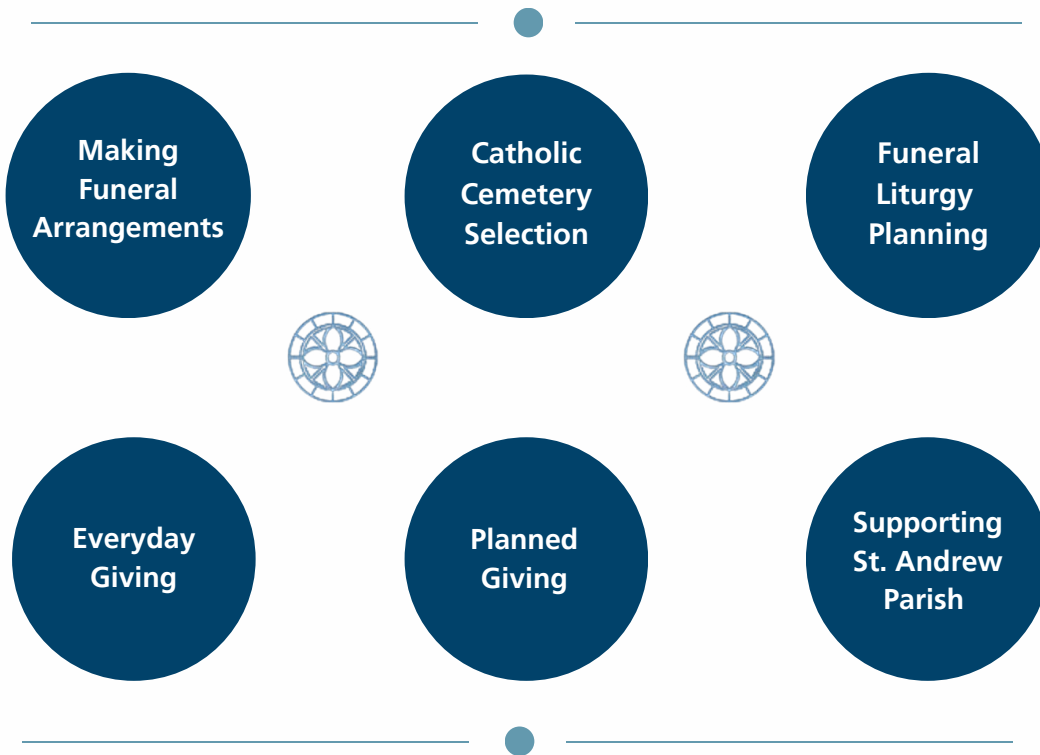 Making
Funeral
Arrangements
Catholic
Cemetery
Selection
Funeral
Liturgy
Planning
Everyday
Giving
Planned
Giving
Supporting
St. Andrew
Parish